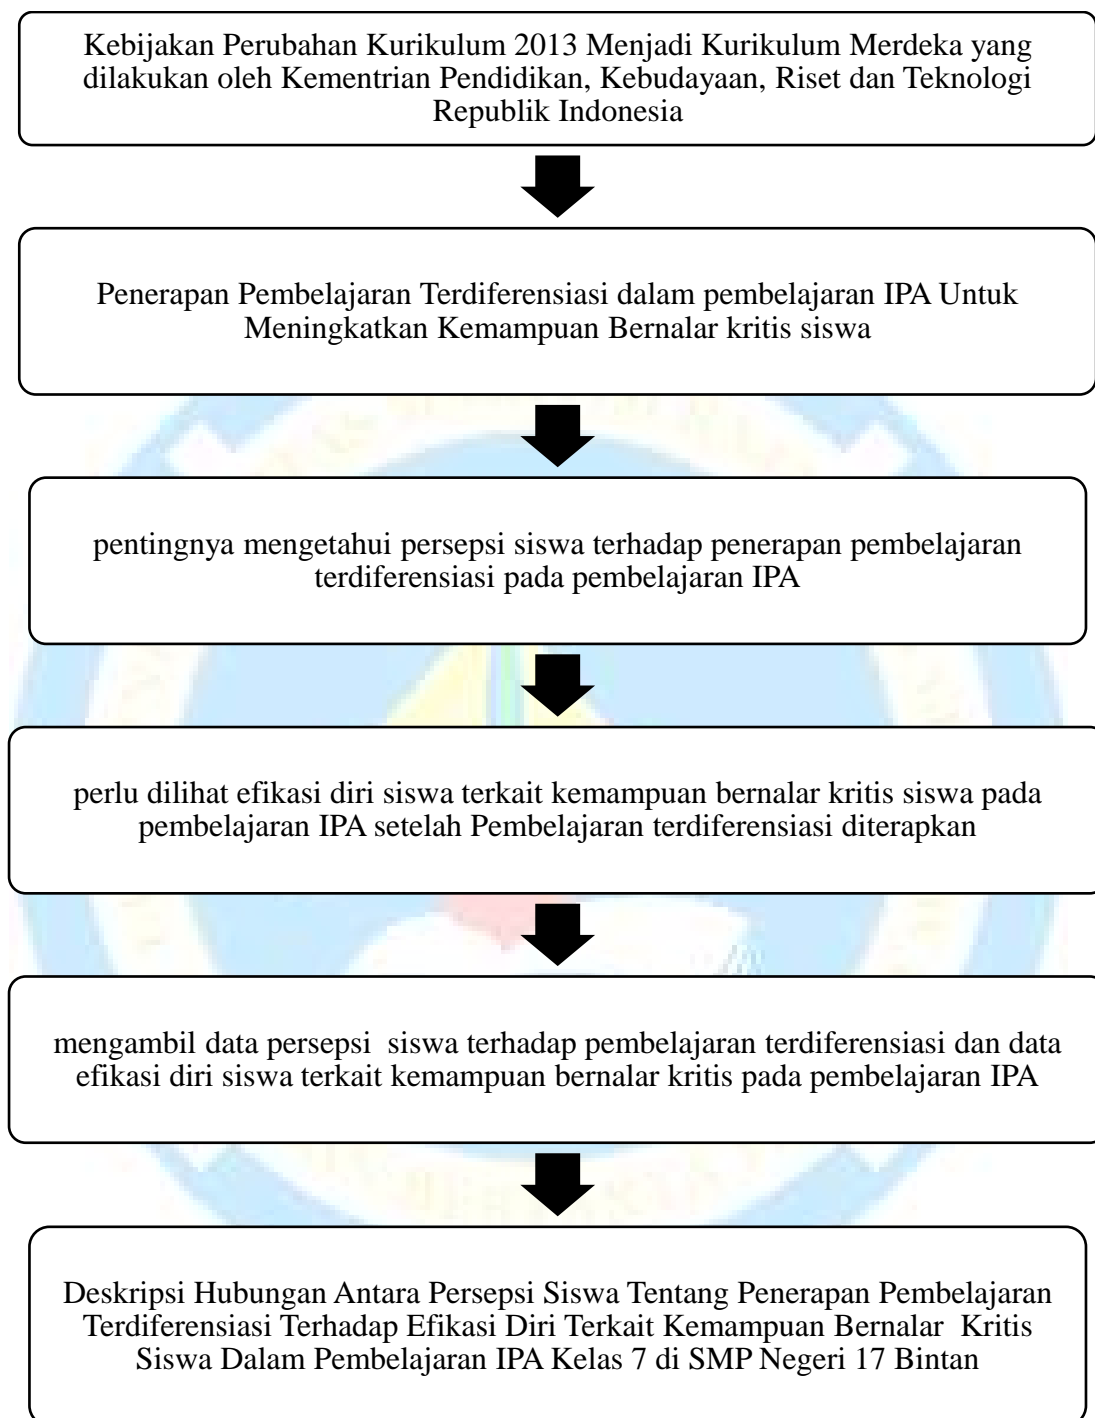 Kebijakan Perubahan Kurikulum 2013 Menjadi Kurikulum Merdeka yang
dilakukan oleh Kementrian Pendidikan, Kebudayaan, Riset dan Teknologi
Republik Indonesia
Penerapan Pembelajaran Terdiferensiasi dalam pembelajaran IPA Untuk
Meningkatkan Kemampuan Bernalar kritis siswa
pentingnya mengetahui persepsi siswa terhadap penerapan pembelajaran
terdiferensiasi pada pembelajaran IPA
perlu dilihat efikasi diri siswa terkait kemampuan bernalar kritis siswa pada
pembelajaran IPA setelah Pembelajaran terdiferensiasi diterapkan
mengambil data persepsi siswa terhadap pembelajaran terdiferensiasi dan data
efikasi diri siswa terkait kemampuan bernalar kritis pada pembelajaran IPA
Deskripsi Hubungan Antara Persepsi Siswa Tentang Penerapan Pembelajaran
Terdiferensiasi Terhadap Efikasi Diri Terkait Kemampuan Bernalar Kritis
Siswa Dalam Pembelajaran IPA Kelas 7 di SMP Negeri 17 Bintan